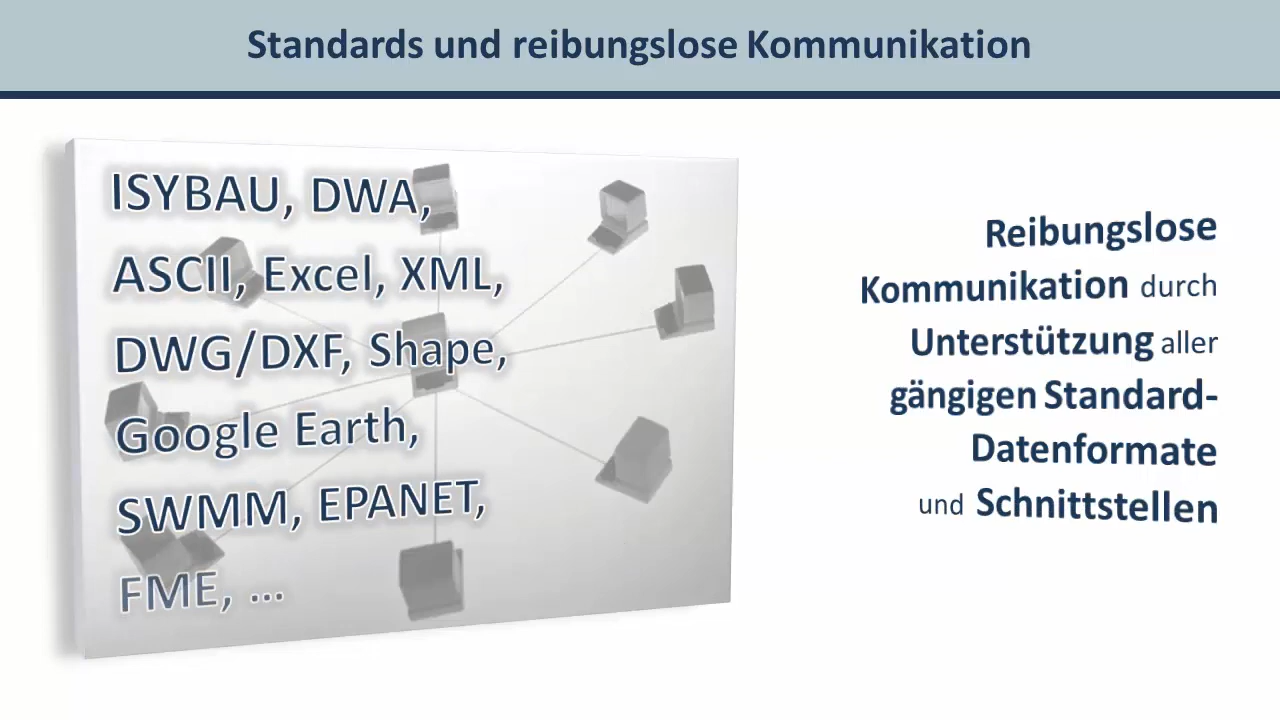 Standards und reibungslose Kommunikation
ISYBAU, DWA,
ASCII, Excel, XML,
DWG/DXF, Shape,
Google Earth,
SWMM, EPANET,
FME, ...
Reibungslose
Kommunikation durch
Unterstützung aller
gängigen Standard-
Datenformate
und Schnittstellen